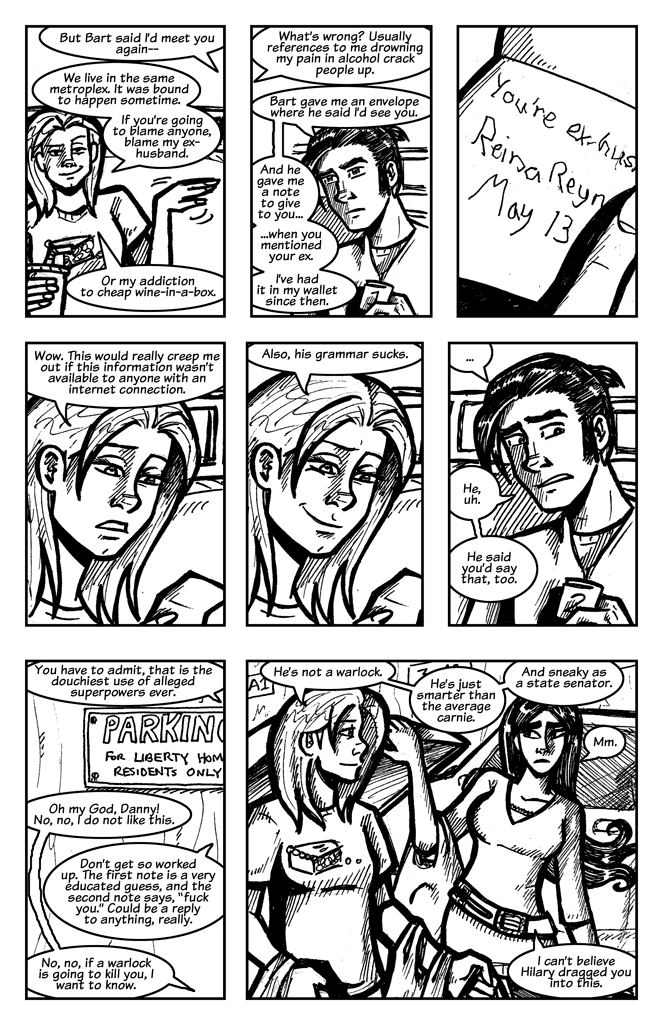 But Bart said I'd meet you
again--
We live in the same
metroplex. It was bound
to happen sometime.
If you're going
to blame anyone,
blame my ex-
husband.
Or my addiction
to cheap wine-in-a-box.
What's wrong? Usually
references to me drowning
my pain in alcohol crack
people up.
Bart gave me an envelope
where he said I'd see you.
And he
gave me
a note
to give
to you...
...when you
mentioned
your ex.
I've had
it in my wallet
since then.
You're ex-hus
Reina Reyn
May 13
Wow. This would really creep me
out if this information wasn't
available to anyone with an
internet connection.
Also, his grammar sucks.
...
He,
uh.
He said
you'd say
that, too.
You have to admit, that is the
douchiest use of alleged
superpowers ever.
PARKING
FOR LIBERTY HOM
RESIDENTS ONLY
Oh my God, Danny!
No, no, I do not like this.
Don't get so worked
up. The first note is a very
educated guess, and the
second note says, "fuck
you." Could be a reply
to anything, really.
No, no, if a warlock
is going to kill you, I
want to know.
A1
He's not a warlock.
He's just
smarter than
the average
carnie.
And sneaky as
a state senator.
Mm.
I can't believe
Hilary dragged you
into this.